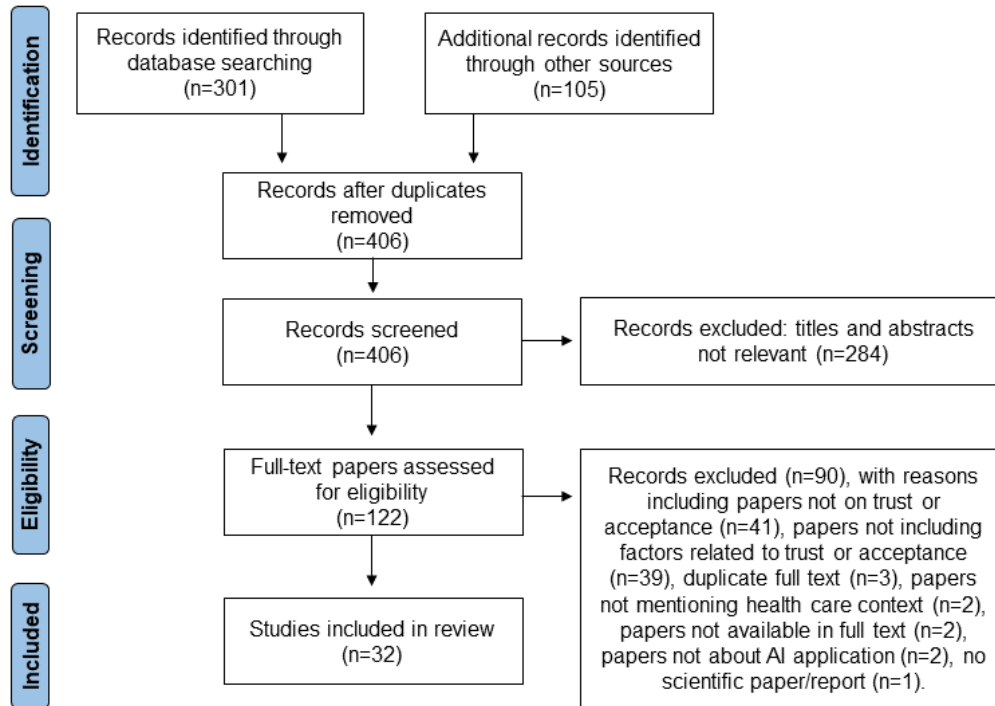 Identification
Records identified through
database searching
(n=301)
Additional records identified
through other sources
(n=105)
Records after duplicates
removed
(n=406)
Screening
Records screened
(n=406)
Records excluded: titles and abstracts
not relevant (n=284)
Eligibility
Full-text papers assessed
for eligibility
(n=122)
Records excluded (n=90), with reasons
including papers not on trust or
acceptance (n=41), papers not including
factors related to trust or acceptance
(n=39), duplicate full text (n=3), papers
not mentioning health care context (n=2),
papers not available in full text (n=2),
papers not about AI application (n=2), no
scientific paper/report (n=1).
Included
Studies included in review
(n=32)